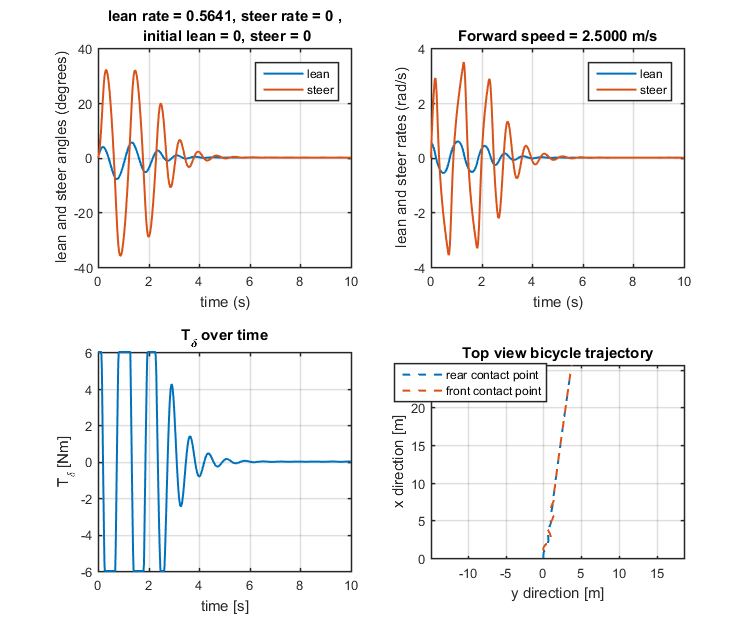 lean rate = 0.5641, steer rate = 0 ,
initial lean = 0, steer = 0
lean and steer angles (degrees)
40
20
0
-20
-40
lean
steer
0 2 4 6 8 10
time (s)
Forward speed = 2.5000 m/s
lean and steer rates (rad/s)
4
2
0
-2
-4
lean
steer
0 2 4 6 8 10
time (s)
Tδ over time
Tδ [Nm]
6
4
2
0
-2
-4
-6
0 2 4 6 8 10
time [s]
Top view bicycle trajectory
rear contact point
front contact point
x direction [m]
20
15
10
5
0
-10 -5 0 5 10 15
y direction [m]